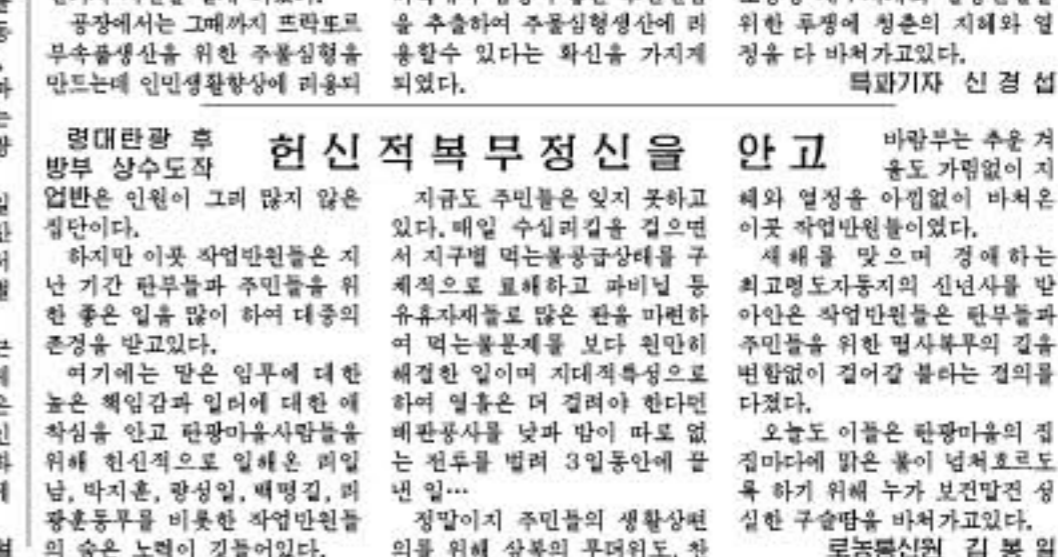 공장에서는 그때까지 뜨락또르
부속품생산을 위한 주물심형을
만드는데 인민생활향상에 리용되
을 추출하여 주물심형생산에 리
용할수 있다는 확신을 가지게
되였다.
위한 투쟁에 청춘의 지혜와 열
정을 다 바쳐가고있다.
특파기자 신경섭
헌신적복무정신을 안고
령대탄광 후
방부 상수도작
업반은 인원이 그리 많지 않은
집단이다.
하지만 이곳 작업반원들은 지
난 기간 탄부들과 주민들을 위
한 좋은 일을 많이 하여 대중의
존경을 받고있다.
여기에는 맡은 임무에 대한
높은 책임감과 일터에 대한 애
착심을 안고 탄광마을사람들을
위해 헌신적으로 일해온 리일
남, 박지훈, 량성일, 백명길, 리
광훈동무를 비롯한 작업반원들
의 숨은 노력이 깃들어있다.
지금도 주민들은 잊지 못하고
있다. 매일 수십리길을 걸으면
서 지구별 먹는물공급상태를 구
체적으로 료해하고 파비닐 등
유휴자재들로 많은 관을 마련하
여 먹는물문제를 보다 원만히
해결한 일이며 지대적특성으로
하여 열흘은 더 걸려야 한다던
배관공사를 낮과 밤이 따로 없
는 전투를 벌려 3일동안에 끝
낸 일…
정말이지 주민들의 생활상편
의를 위해 삼복의 무더위도, 찬
바람부는 추운 겨
울도 가림없이 지
혜와 열정을 아낌없이 바쳐온
이곳 작업반원들이였다.
새해를 맞으며 경애하는
최고령도자동지의 신년사를 받
아안은 작업반원들은 탄부들과
주민들을 위한 멸사복무의 길을
변함없이 걸어갈 불타는 결의를
다졌다.
오늘도 이들은 탄광마을의 집
집마다에 맑은 물이 넘쳐흐르도
록 하기 위해 누가 보건말건 성
실한 구슬땀을 바쳐가고있다.
로농통신원 김봉일